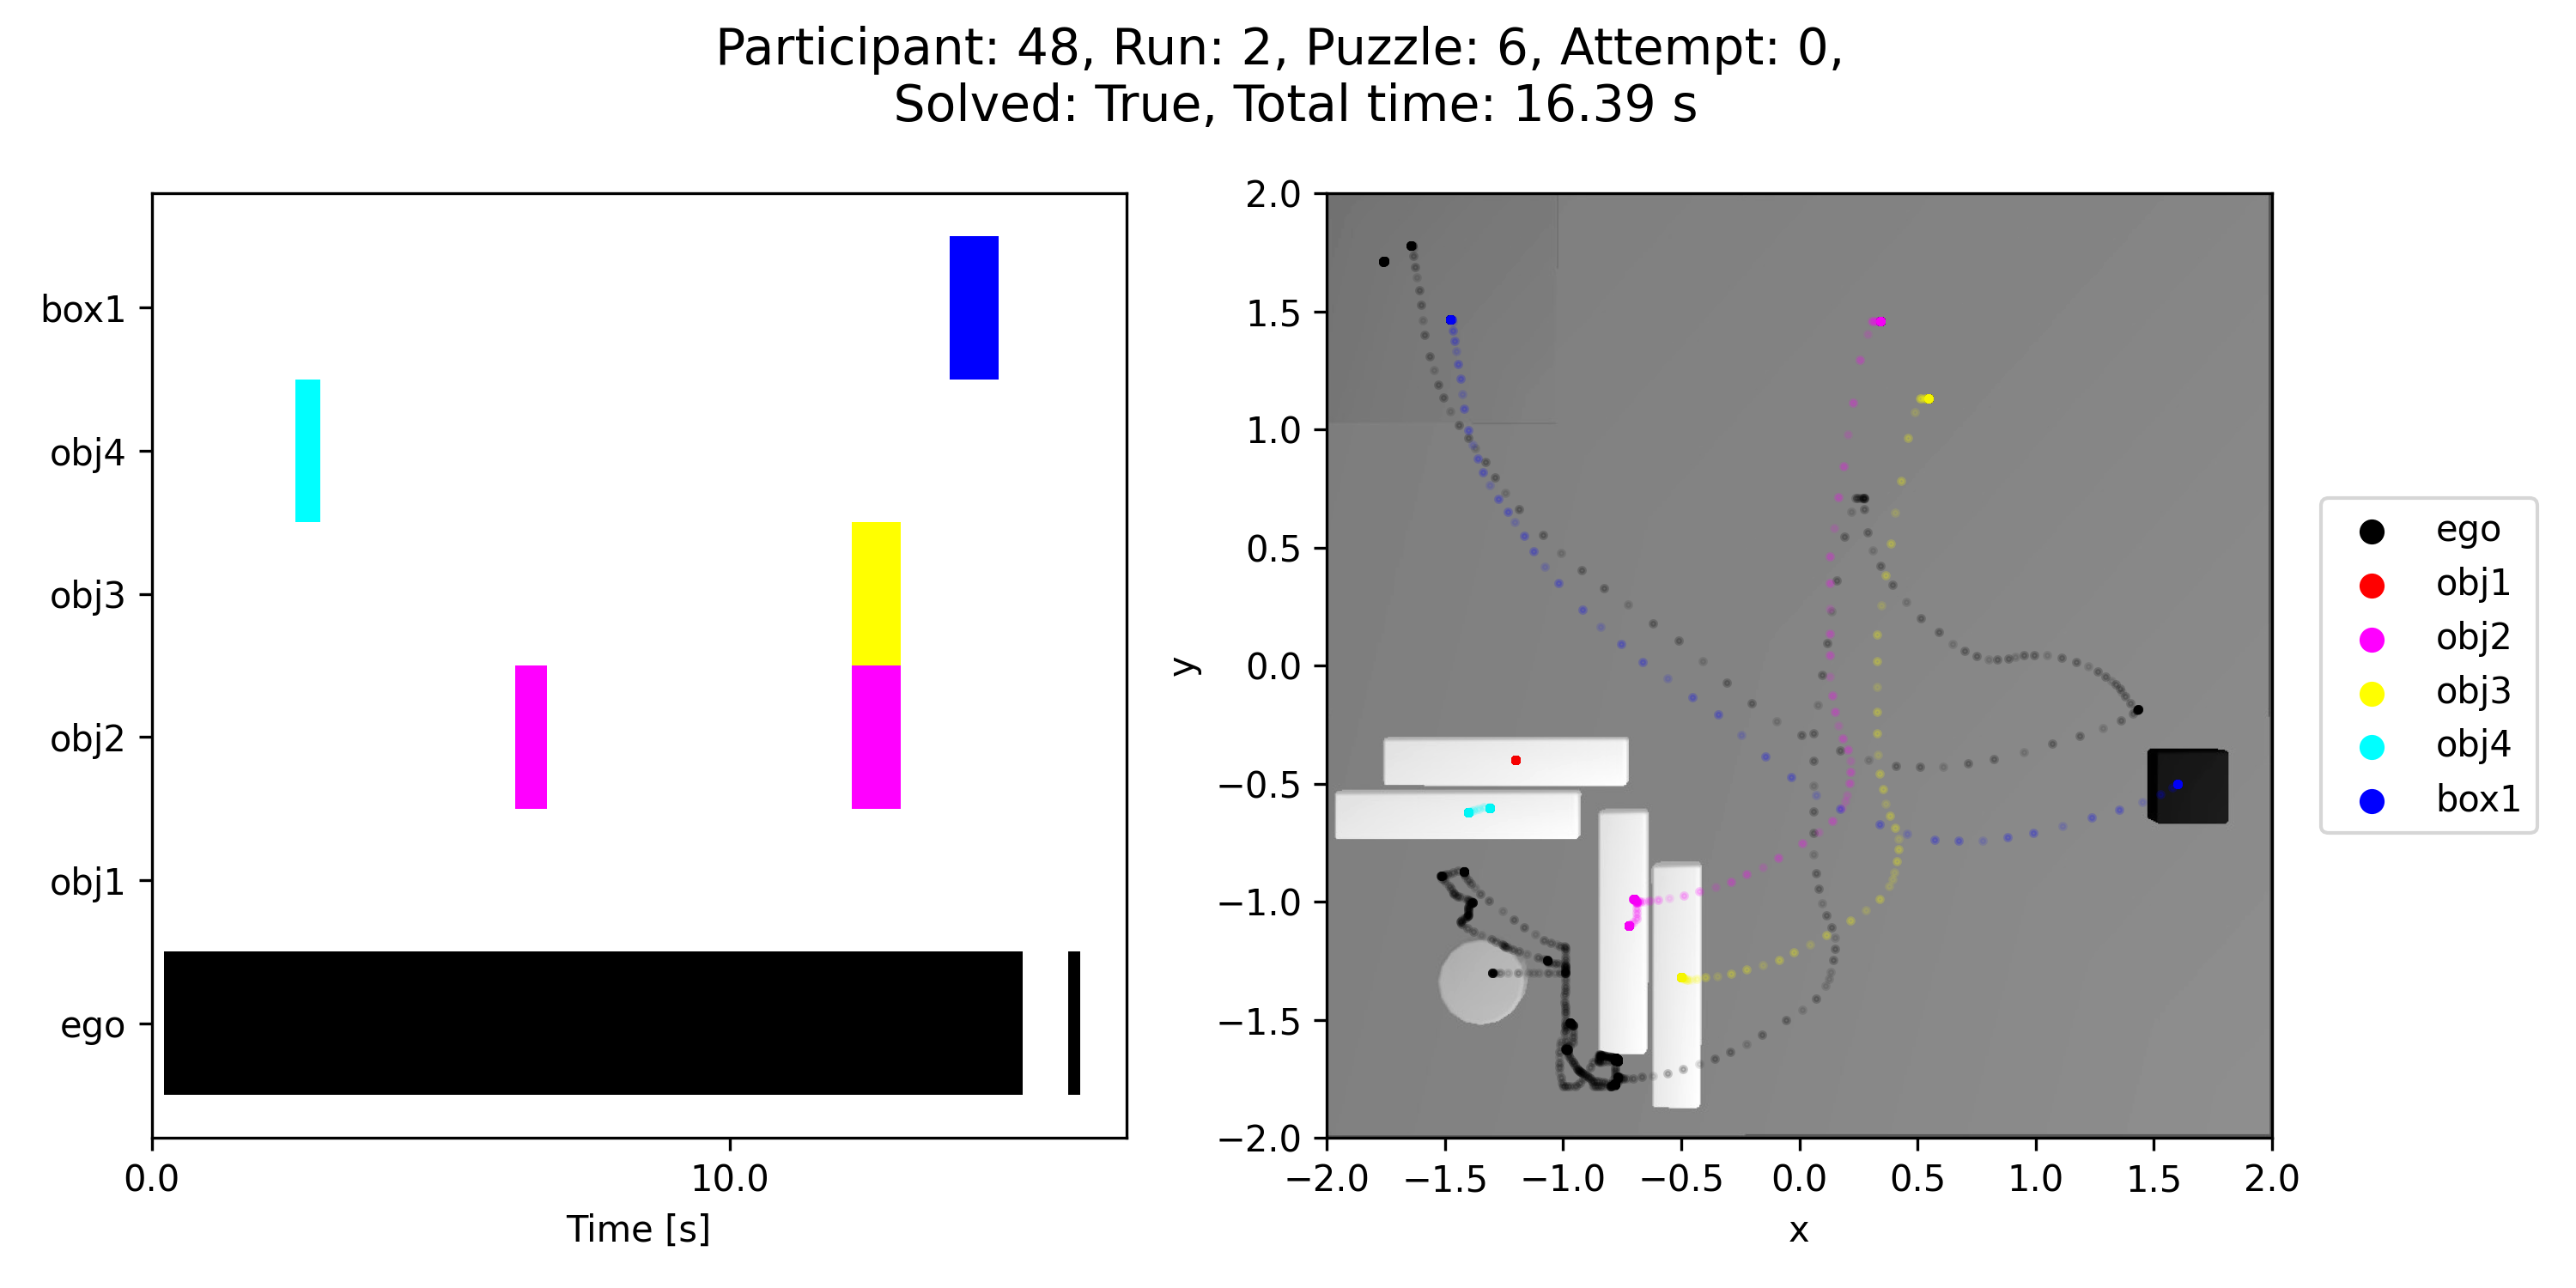 Participant: 48, Run: 2, Puzzle: 6, Attempt: 0,
Solved: True, Total time: 16.39 s
box1
obj4
obj3
obj2
obj1
ego
0.0
10.0
Time [s]
2.0
1.5
1.0
0.5
0.0
−0.5
−1.0
−1.5
−2.0
y
−2.0
−1.5
−1.0
−0.5
0.0
0.5
1.0
1.5
2.0
x
ego
obj1
obj2
obj3
obj4
box1